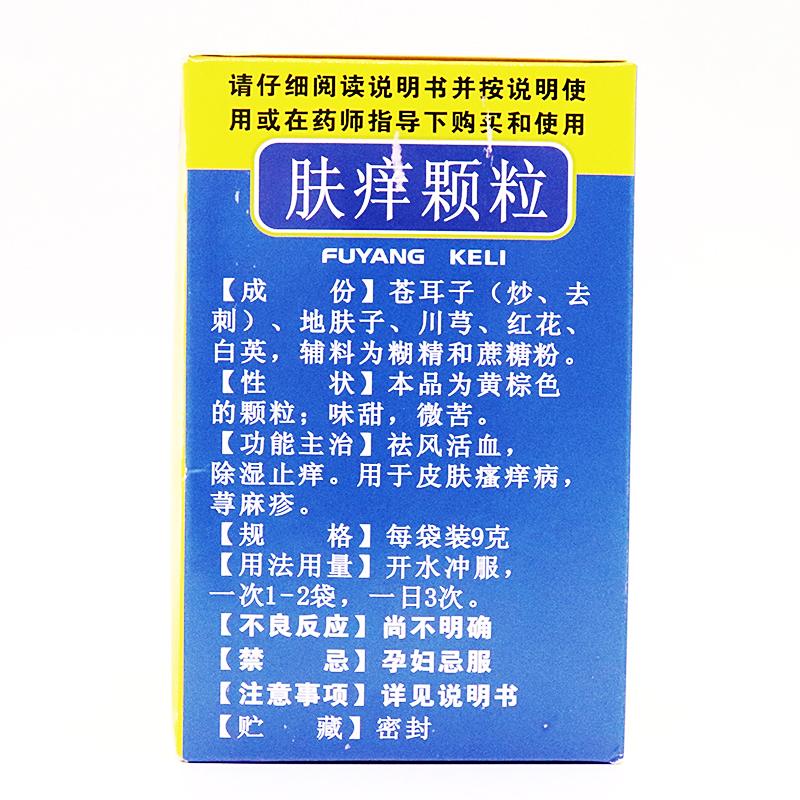 请仔细阅读说明书并按说明使
用或在药师指导下购买和使用
肤痒颗粒
FUYANG KELI
【成 份】苍耳子（炒、去
刺）、地肤子、川芎、红花、
白英，辅料为糊精和蔗糖粉。
【性 状】本品为黄棕色
的颗粒；味甜，微苦。
【功能主治】祛风活血，
除湿止痒。用于皮肤瘙痒病，
荨麻疹。
【规 格】每袋装9克
【用法用量】开水冲服，
一次1-2袋，一日3次。
【不良反应】尚不明确
【禁 忌】孕妇忌服
【注意事项】详见说明书
【贮 藏】密封